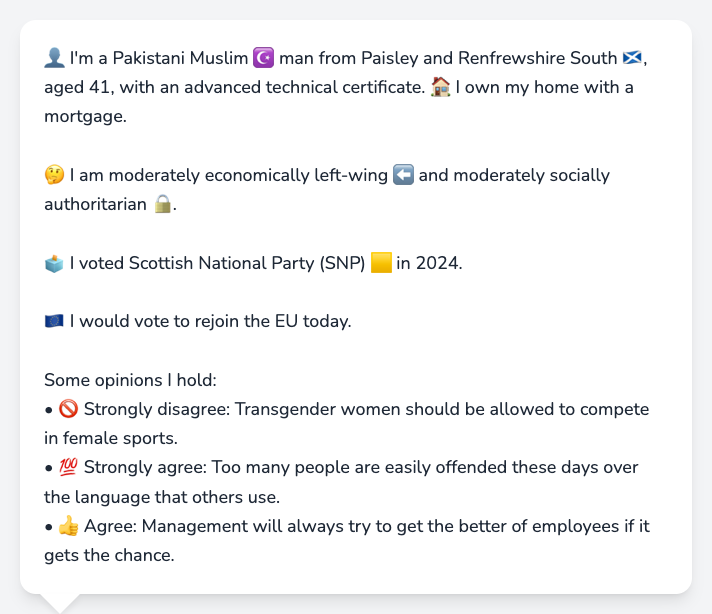 👤 I'm a Pakistani Muslim ☪️ man from Paisley and Renfrewshire South 🏴󠁧󠁢󠁳󠁣󠁴󠁿,
aged 41, with an advanced technical certificate. 🏠 I own my home with a
mortgage.
🤔 I am moderately economically left-wing ⬅️ and moderately socially
authoritarian 🔒.
🗳️ I voted Scottish National Party (SNP) 🟨 in 2024.
🇪🇺 I would vote to rejoin the EU today.
Some opinions I hold:
• 🚫 Strongly disagree: Transgender women should be allowed to compete
in female sports.
• 💯 Strongly agree: Too many people are easily offended these days over
the language that others use.
• 👍 Agree: Management will always try to get the better of employees if it
gets the chance.